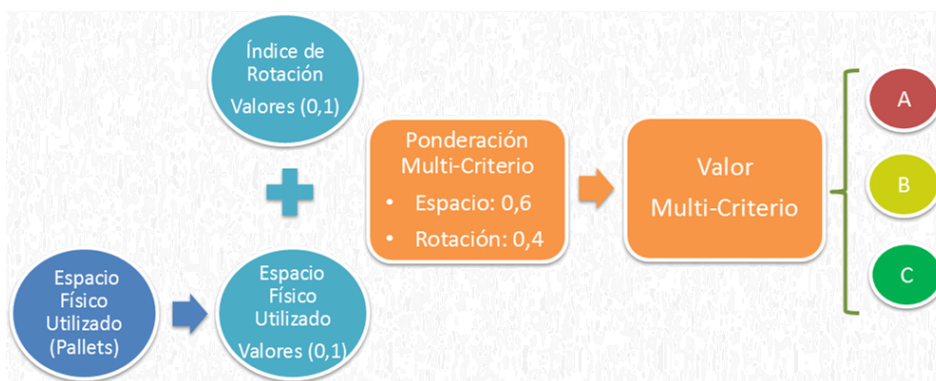 Índice de
Rotación
Valores (0,1)
Espacio
Físico
Utilizado
(Pallets)
Espacio
Físico
Utilizado
Valores (0,1)
Ponderación
Multi-Criterio
• Espacio: 0,6
• Rotación: 0,4
Valor
Multi-Criterio
A
B
C